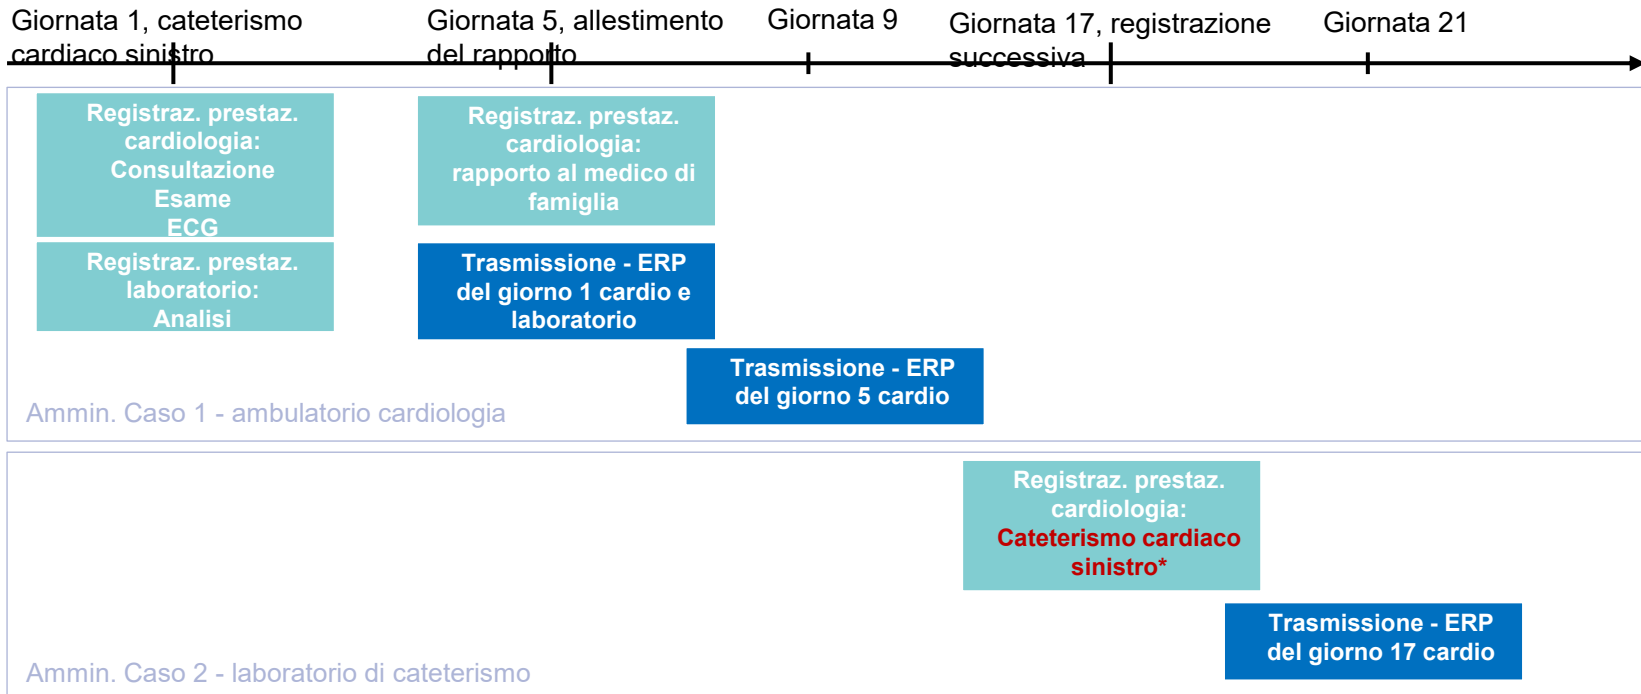 Giornata 1, cateterismo
cardiaco sinistro
Giornata 5, allestimento
del rapporto
Giornata 9
Giornata 17, registrazione
successiva
Giornata 21
Registraz. prestaz.
cardiologia:
Consultazione
Esame
ECG
Registraz. prestaz.
laboratorio:
Analisi
Registraz. prestaz.
cardiologia:
rapporto al medico di
famiglia
Trasmissione - ERP
del giorno 1 cardio e
laboratorio
Trasmissione - ERP
del giorno 5 cardio
Ammin. Caso 1 - ambulatorio cardiologia
Registraz. prestaz.
cardiologia:
Cateterismo cardiaco
sinistro*
Trasmissione - ERP
del giorno 17 cardio
Ammin. Caso 2 - laboratorio di cateterismo